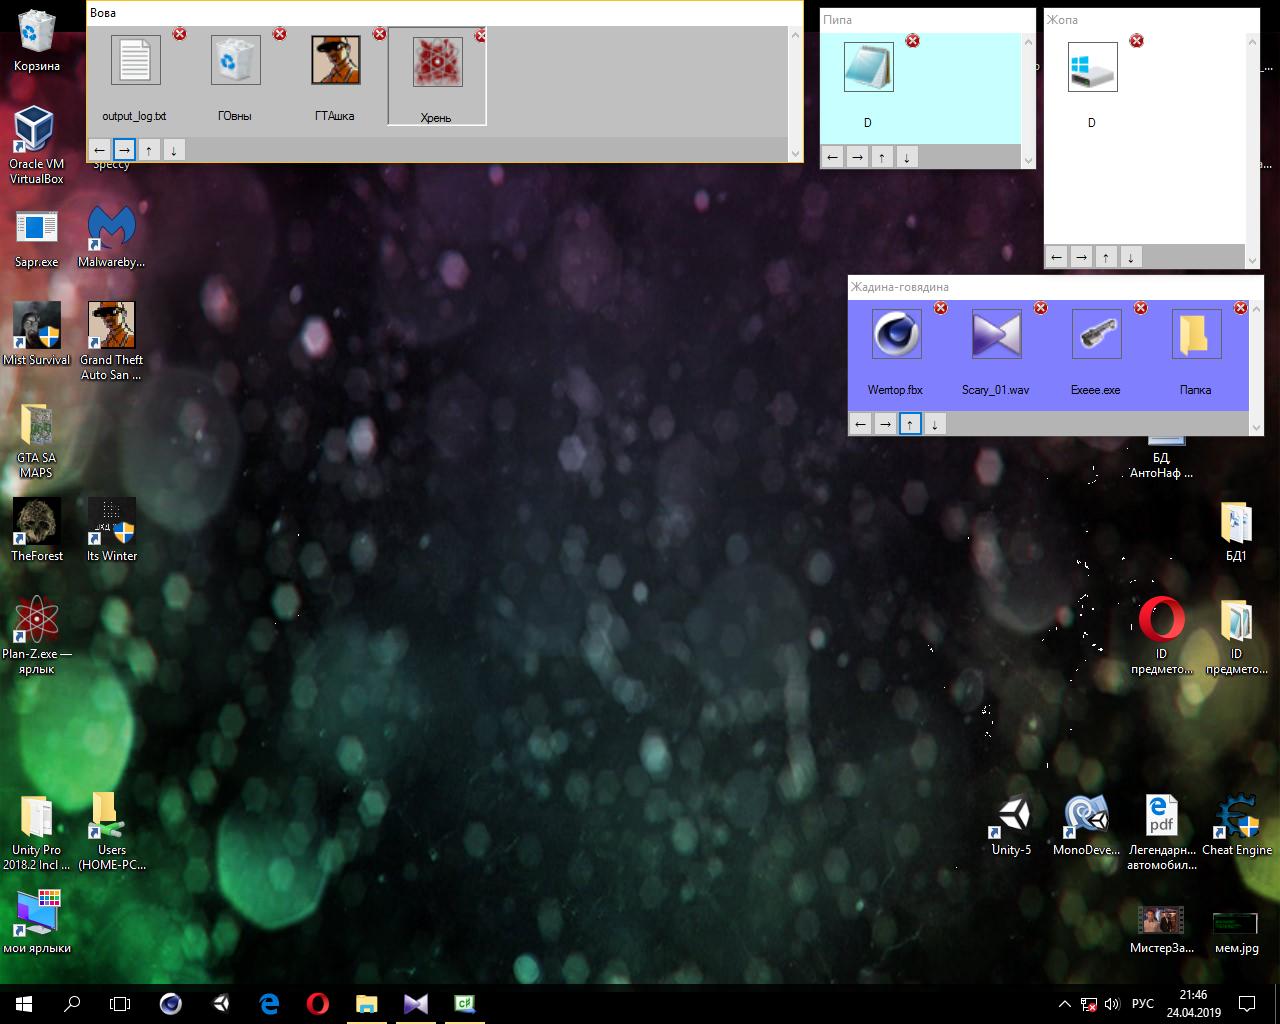 Вова
output_log.txt
ГОвны
ГТАшка
Хрень
← → ↑ ↓
Пипа
D
← → ↑ ↓
Жопа
D
← → ↑ ↓
Жадина-говядина
Werrtop.fbx
Scary_01.wav
Exeee.exe
Папка
← → ↑ ↓
Корзина
Oracle VM
VirtualBox
Speccy
Sapr.exe
Malwareby...
Mist Survival
Grand Theft
Auto San ...
GTA SA
MAPS
TheForest
Its Winter
Plan-Z.exe —
ярлык
Unity Pro
2018.2 Incl ...
Users
(HOME-PC...
мои ярлыки
БД,
АнтоНаф ...
БД1
ID
предмето...
ID
предмето...
Unity-5
MonoDeve...
pdf
Легендарн...
автомобил...
Cheat Engine
МистерЗа...
мем.jpg
РУС
21:46
24.04.2019